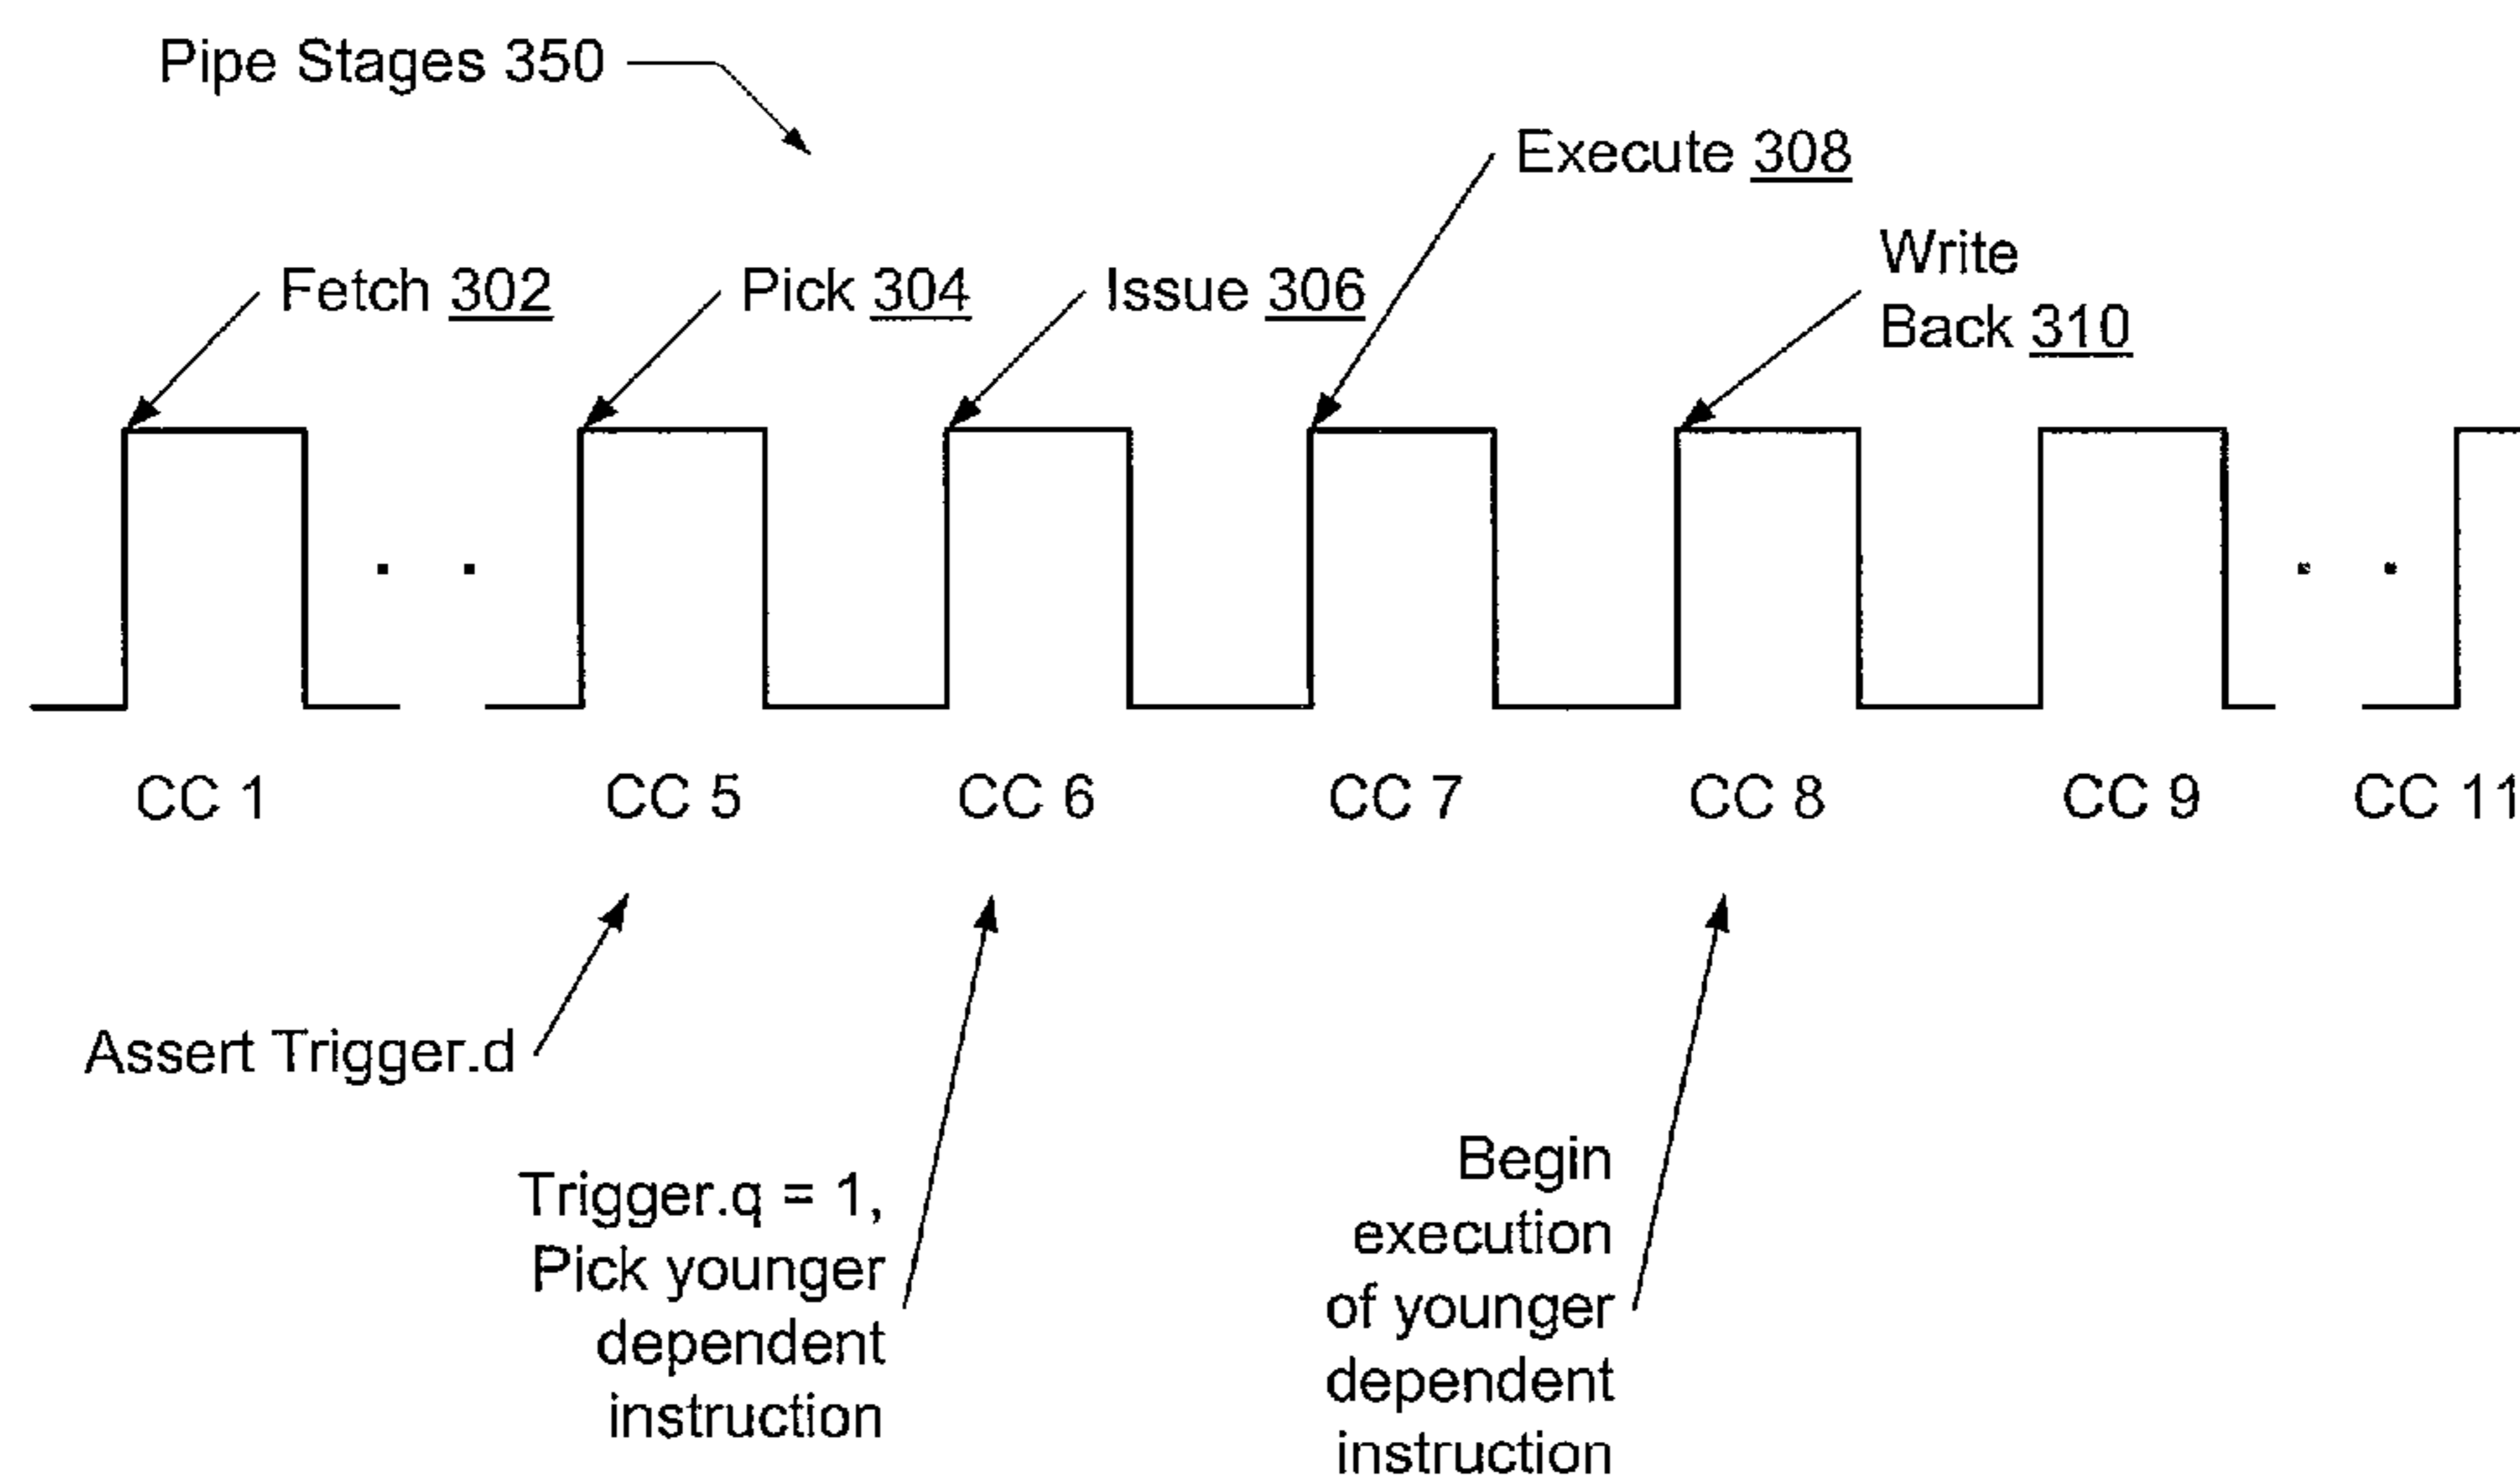 Pipe Stages 350
Execute 308
Write
Back 310
Fetch 302
Pick 304
Issue 306
CC 1
CC 5
CC 6
CC 7
CC 8
CC 9
CC 11
Assert Trigger.d
Trigger.q = 1,
Pick younger
dependent
instruction
Begin
execution
of younger
dependent
instruction